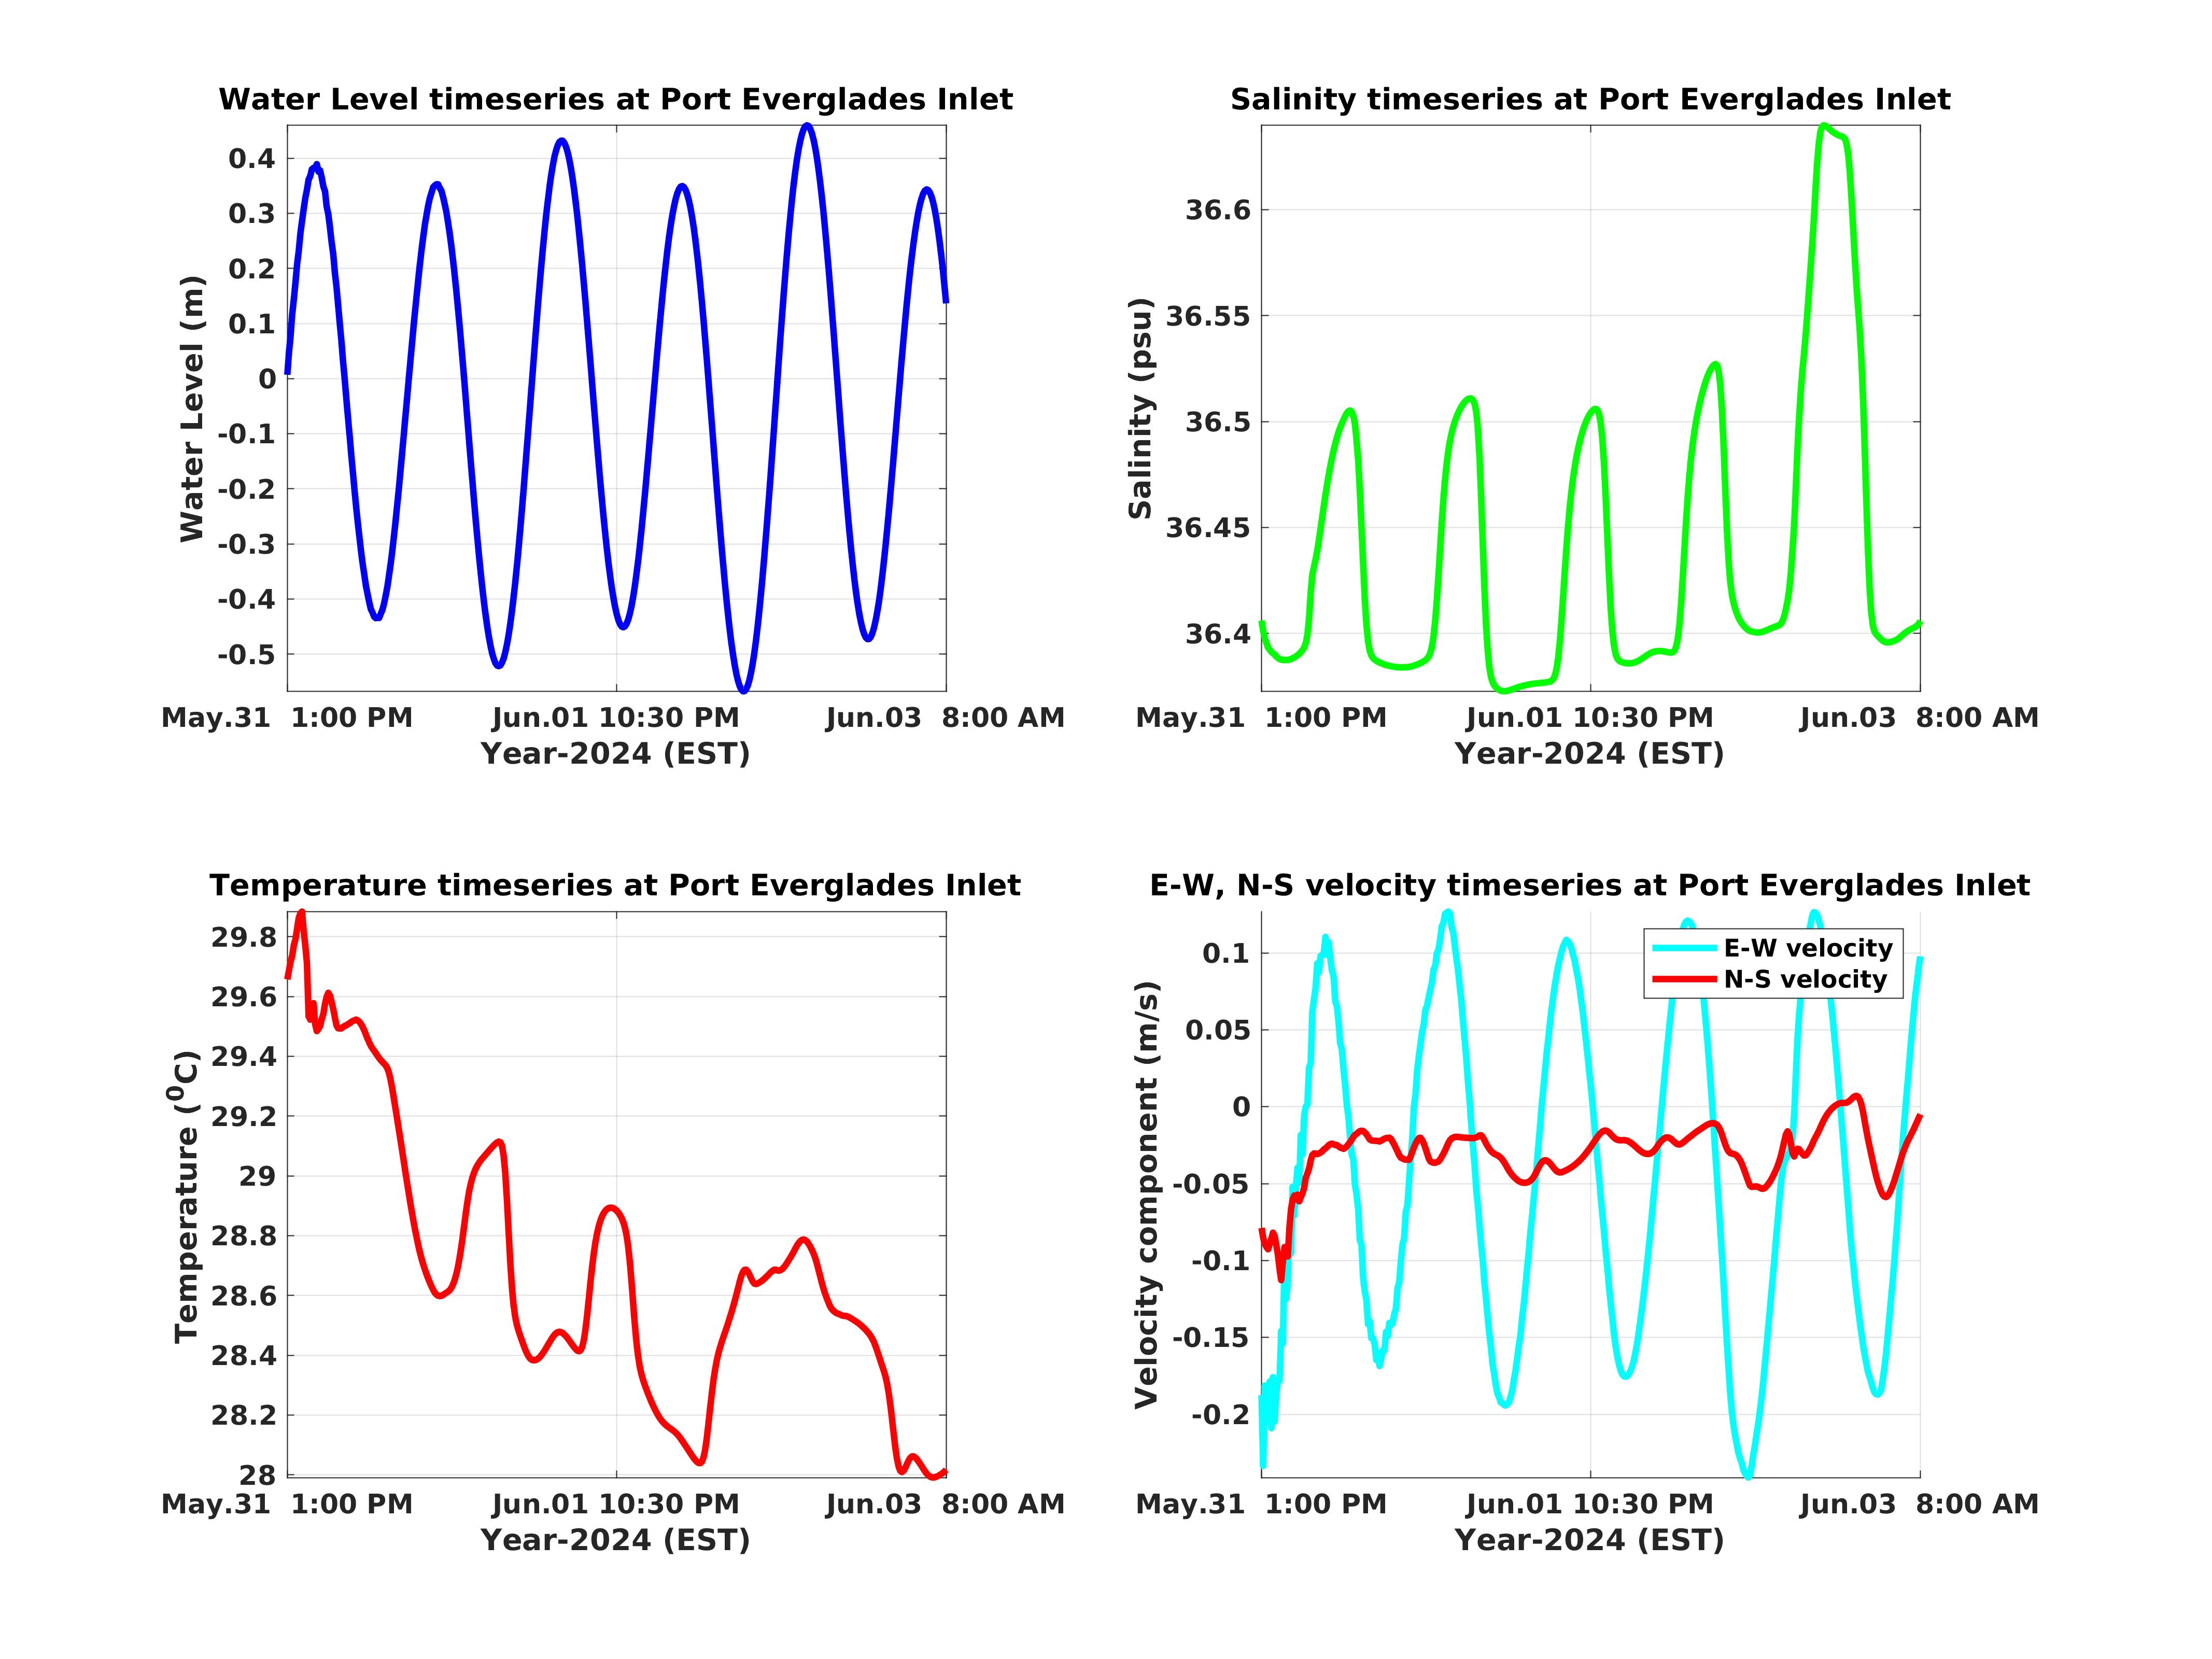 Water Level timeseries at Port Everglades Inlet
Water Level (m)
0.4
0.3
0.2
0.1
0
-0.1
-0.2
-0.3
-0.4
-0.5
May.31 1:00 PM
Jun.01 10:30 PM
Jun.03 8:00 AM
Year-2024 (EST)
Salinity timeseries at Port Everglades Inlet
Salinity (psu)
36.6
36.55
36.5
36.45
36.4
May.31 1:00 PM
Jun.01 10:30 PM
Jun.03 8:00 AM
Year-2024 (EST)
Temperature timeseries at Port Everglades Inlet
Temperature (⁰C)
29.8
29.6
29.4
29.2
29
28.8
28.6
28.4
28.2
28
May.31 1:00 PM
Jun.01 10:30 PM
Jun.03 8:00 AM
Year-2024 (EST)
E-W, N-S velocity timeseries at Port Everglades Inlet
Velocity component (m/s)
0.1
0.05
0
-0.05
-0.1
-0.15
-0.2
E-W velocity
N-S velocity
May.31 1:00 PM
Jun.01 10:30 PM
Jun.03 8:00 AM
Year-2024 (EST)